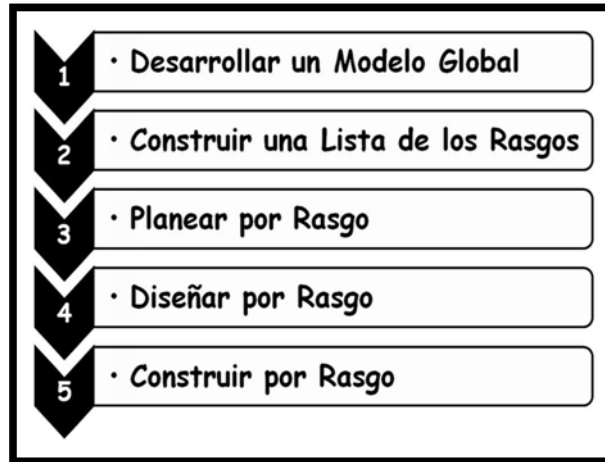 1 · Desarrollar un Modelo Global
2 · Construir una Lista de los Rasgos
3 · Planear por Rasgo
4 · Diseñar por Rasgo
5 · Construir por Rasgo